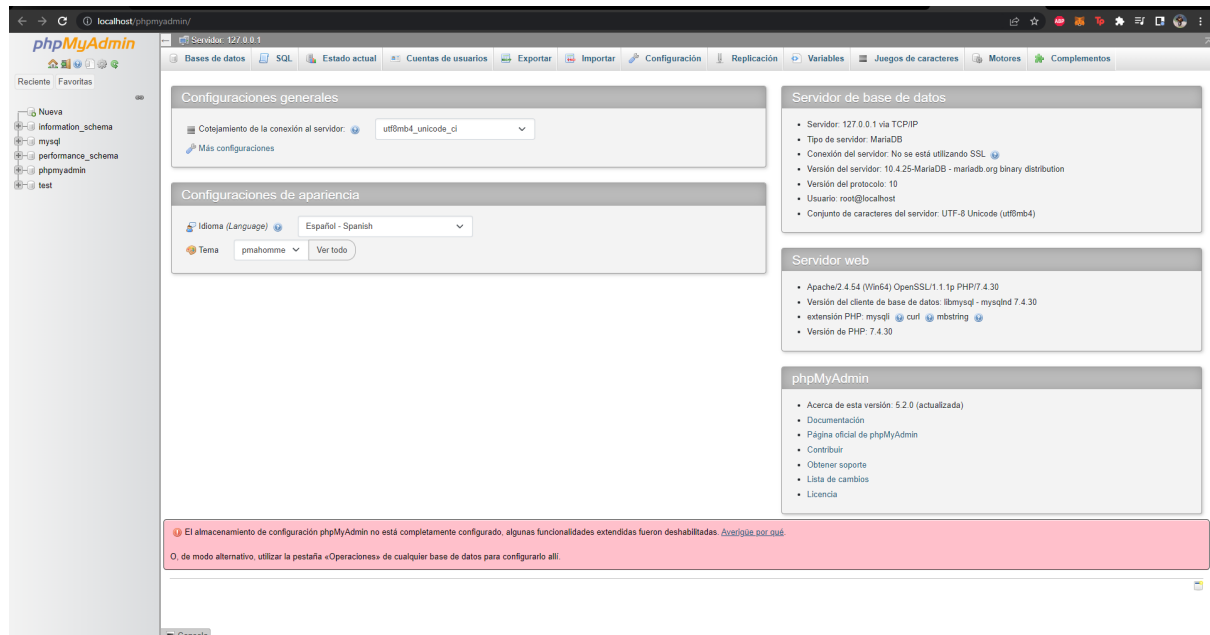 localhost/phpmyadmin/
phpMyAdmin
Reciente Favoritas
Nueva
information_schema
mysql
performance_schema
phpmyadmin
test
Servidor: 127.0.0.1
Bases de datos SQL Estado actual Cuentas de usuarios Exportar Importar Configuración Replicación Variables Juegos de caracteres Motores Complementos
Configuraciones generales
Cotejamiento de la conexión al servidor: utf8mb4_unicode_ci
Más configuraciones
Configuraciones de apariencia
Idioma (Language) Español - Spanish
Tema pmahomme Ver todo
Servidor de base de datos
• Servidor: 127.0.0.1 via TCP/IP
• Tipo de servidor: MariaDB
• Conexión del servidor: No se está utilizando SSL
• Versión del servidor: 10.4.25-MariaDB - mariadb.org binary distribution
• Versión del protocolo: 10
• Usuario: root@localhost
• Conjunto de caracteres del servidor: UTF-8 Unicode (utf8mb4)
Servidor web
• Apache/2.4.54 (Win64) OpenSSL/1.1.1p PHP/7.4.30
• Versión del cliente de base de datos: libmysql - mysqlnd 7.4.30
• extensión PHP: mysqli curl mbstring
• Versión de PHP: 7.4.30
phpMyAdmin
• Acerca de esta versión: 5.2.0 (actualizada)
• Documentación
• Página oficial de phpMyAdmin
• Contribuir
• Obtener soporte
• Lista de cambios
• Licencia
El almacenamiento de configuración phpMyAdmin no está completamente configurado, algunas funcionalidades extendidas fueron deshabilitadas. Averigüe por qué.
O, de modo alternativo, utilizar la pestaña «Operaciones» de cualquier base de datos para configurarlo allí.
Consola